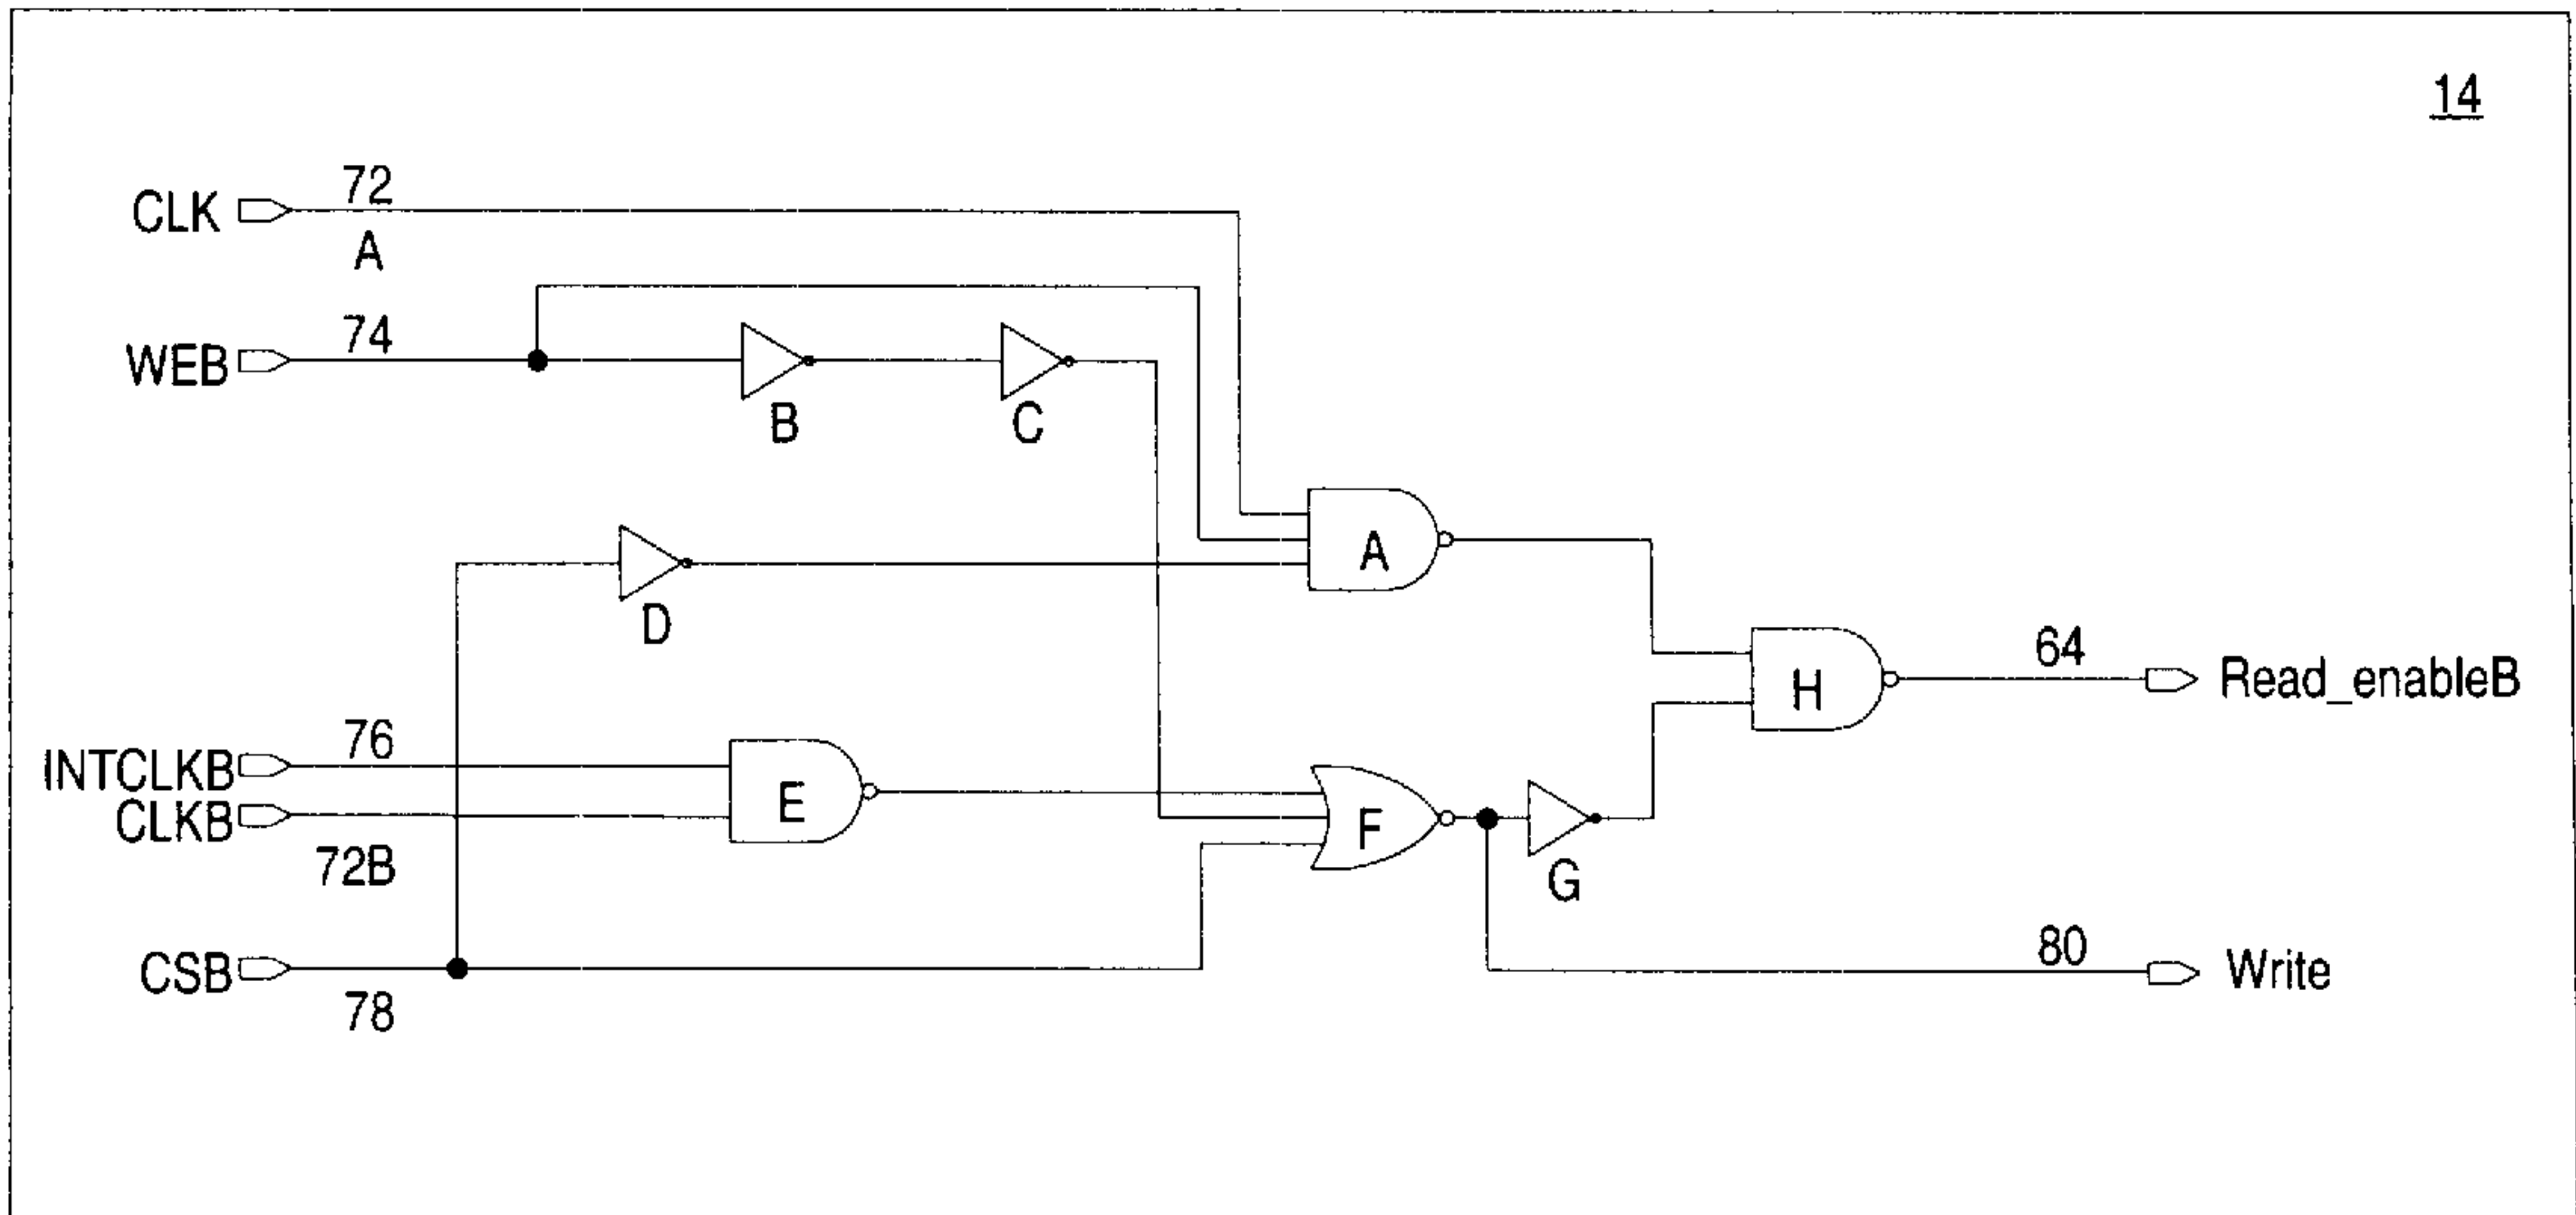 14
72
CLK
A
74
WEB
B
C
A
D
64
H
Read_enableB
76
INTCLKB
E
CLKB
F
72B
G
80
CSB
Write
78